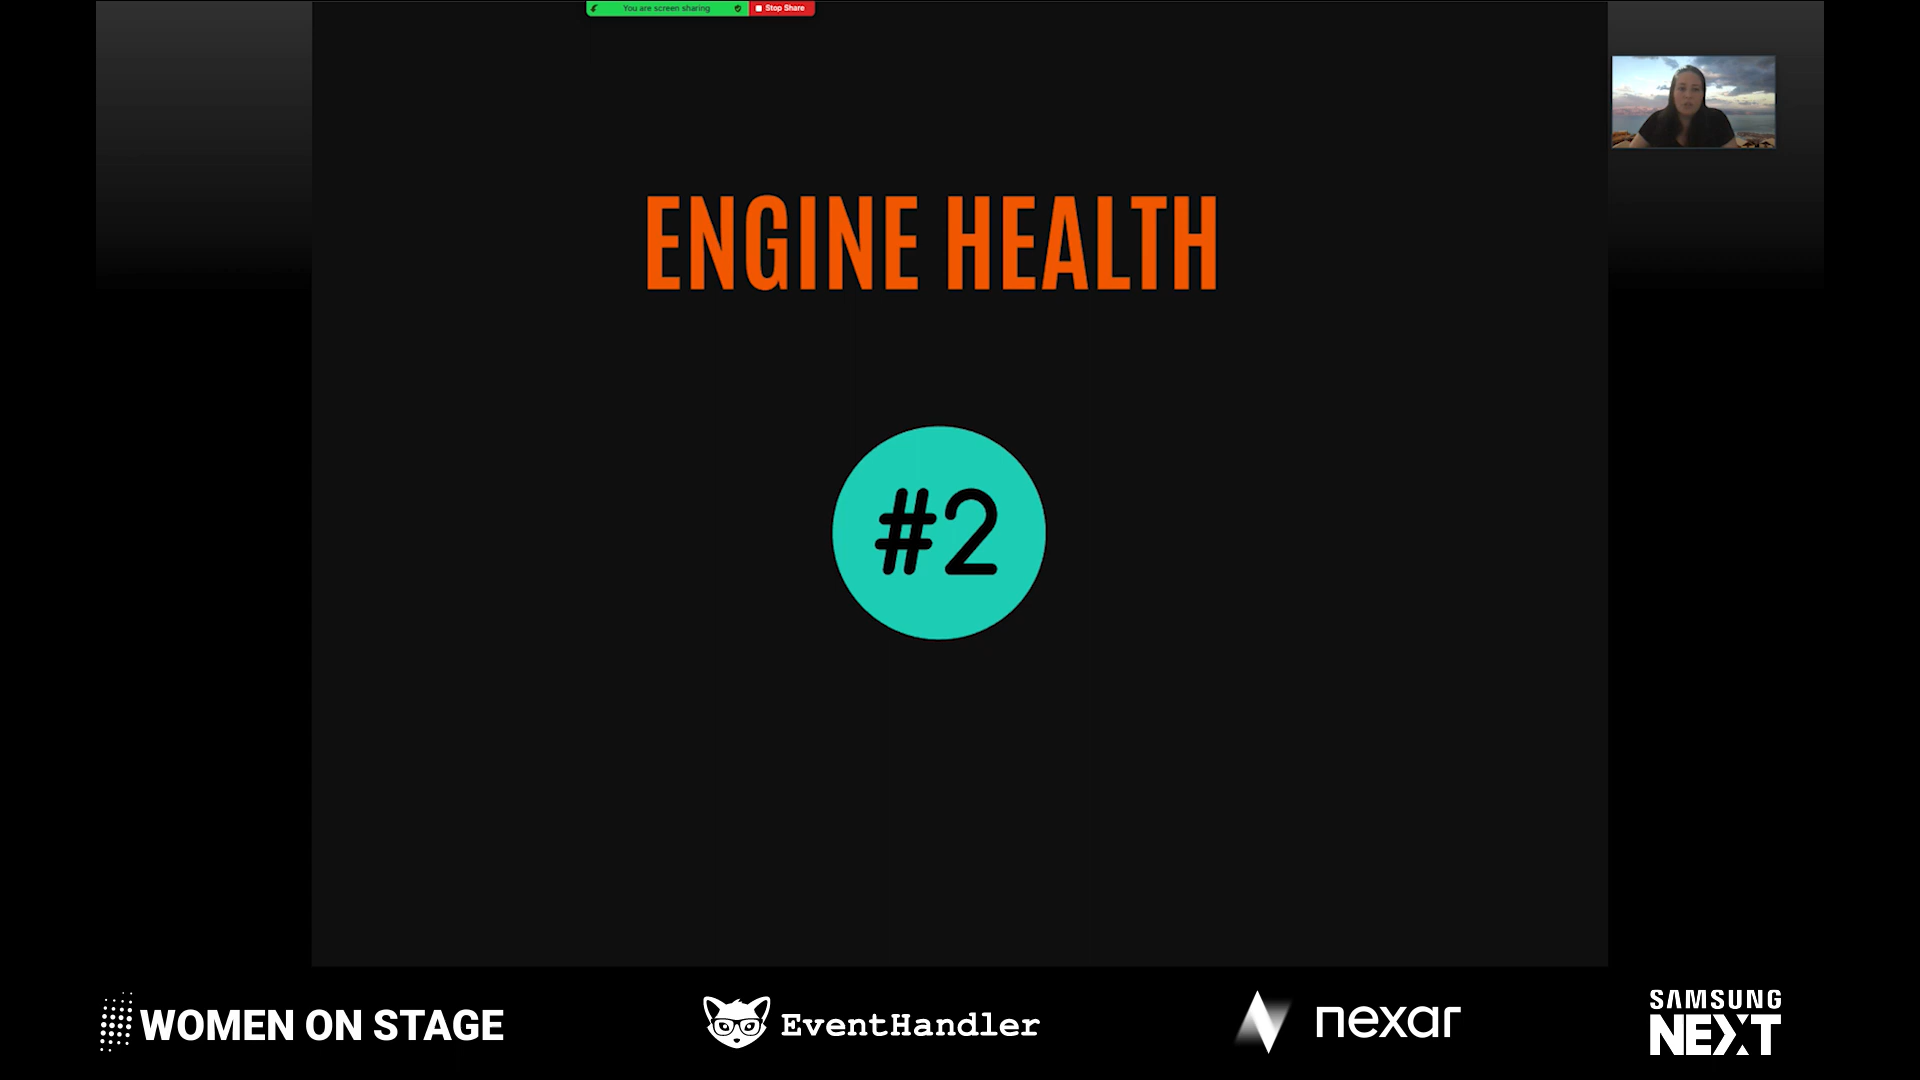 You are screen sharing
Stop Share
ENGINE HEALTH
#2
WOMEN ON STAGE
EventHandler
nexar
SAMSUNG
NEXT